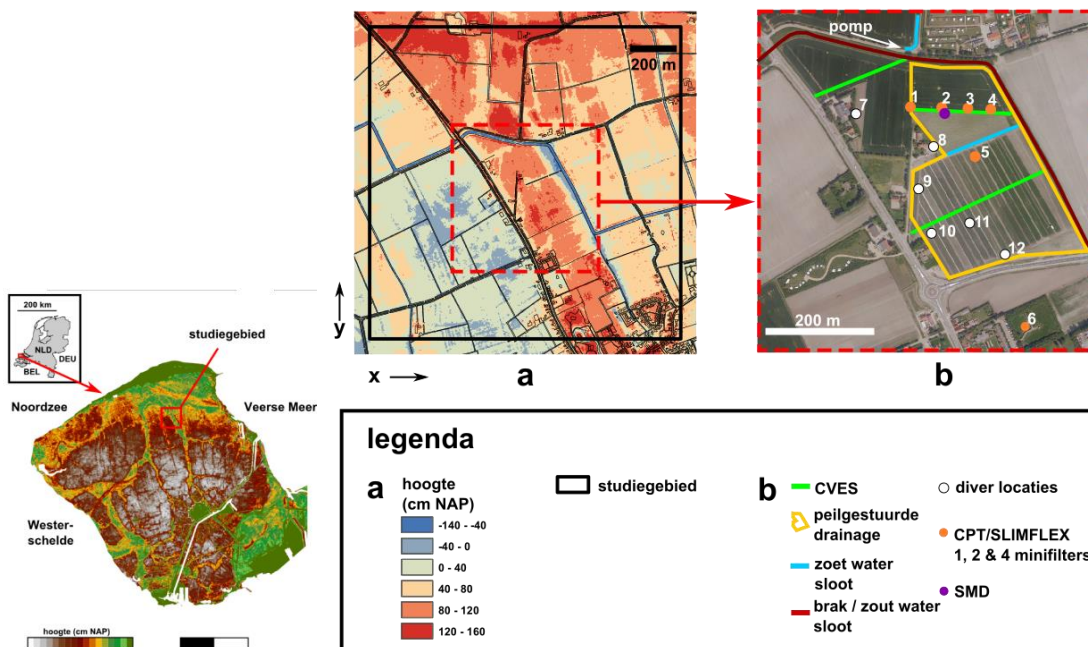 200 km
NLD
DEU
BEL
studiegebied
Noordzee
Veerse Meer
Wester-
schelde
hoogte (cm NAP)
200 m
y
x
a
pomp
1
2
3
4
5
6
7
8
9
10
11
12
200 m
b
legenda
a
hoogte
(cm NAP)
-140 - -40
-40 - 0
0 - 40
40 - 80
80 - 120
120 - 160
studiegebied
b
CVES
peilgestuurde
drainage
zoet water
sloot
brak / zout water
sloot
diver locaties
CPT/SLIMFLEX
1, 2 & 4 minifilters
SMD